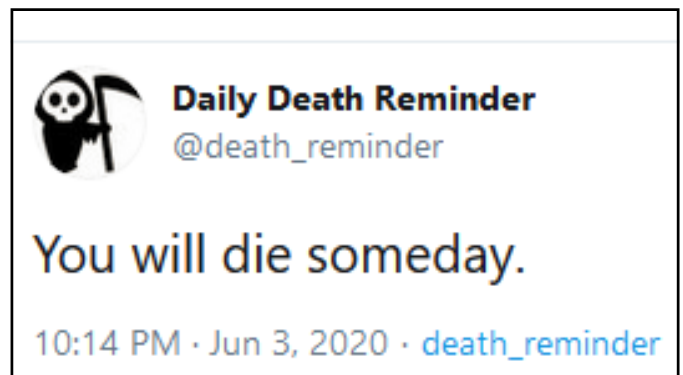 Daily Death Reminder
@death_reminder
You will die someday.
10:14 PM · Jun 3, 2020 · death_reminder